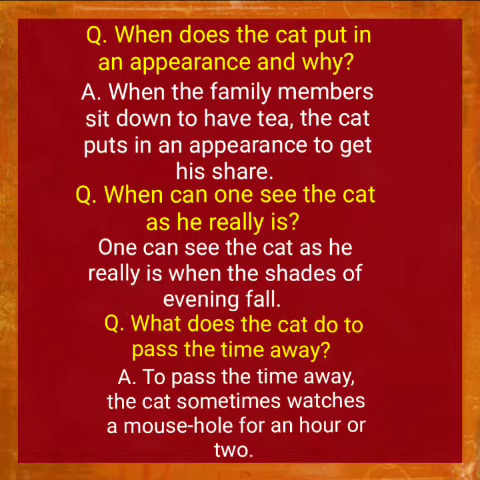 Q. When does the cat put in
an appearance and why?
A. When the family members
sit down to have tea, the cat
puts in an appearance to get
his share.
Q. When can one see the cat
as he really is?
One can see the cat as he
really is when the shades of
evening fall.
Q. What does the cat do to
pass the time away?
A. To pass the time away,
the cat sometimes watches
a mouse-hole for an hour or
two.